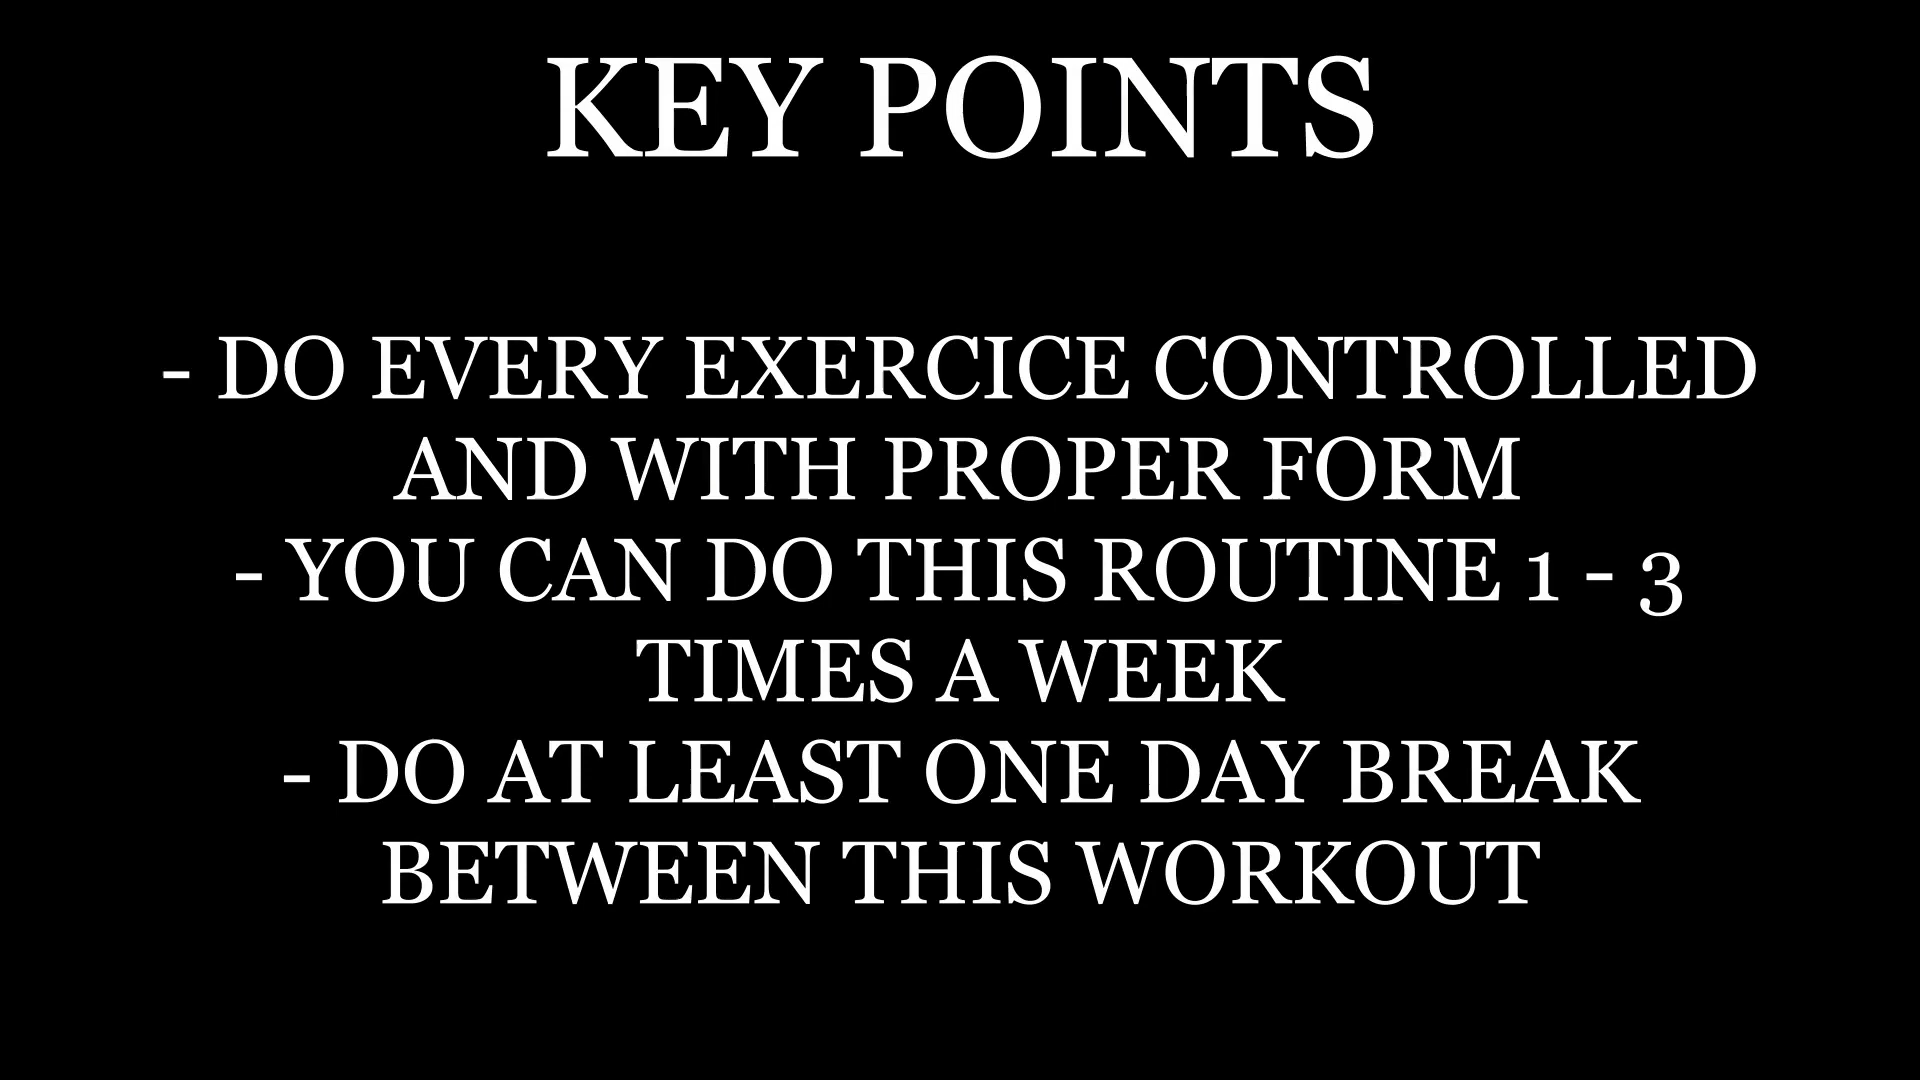 KEY POINTS
- DO EVERY EXERCICE CONTROLLED
AND WITH PROPER FORM
- YOU CAN DO THIS ROUTINE 1 - 3
TIMES A WEEK
- DO AT LEAST ONE DAY BREAK
BETWEEN THIS WORKOUT